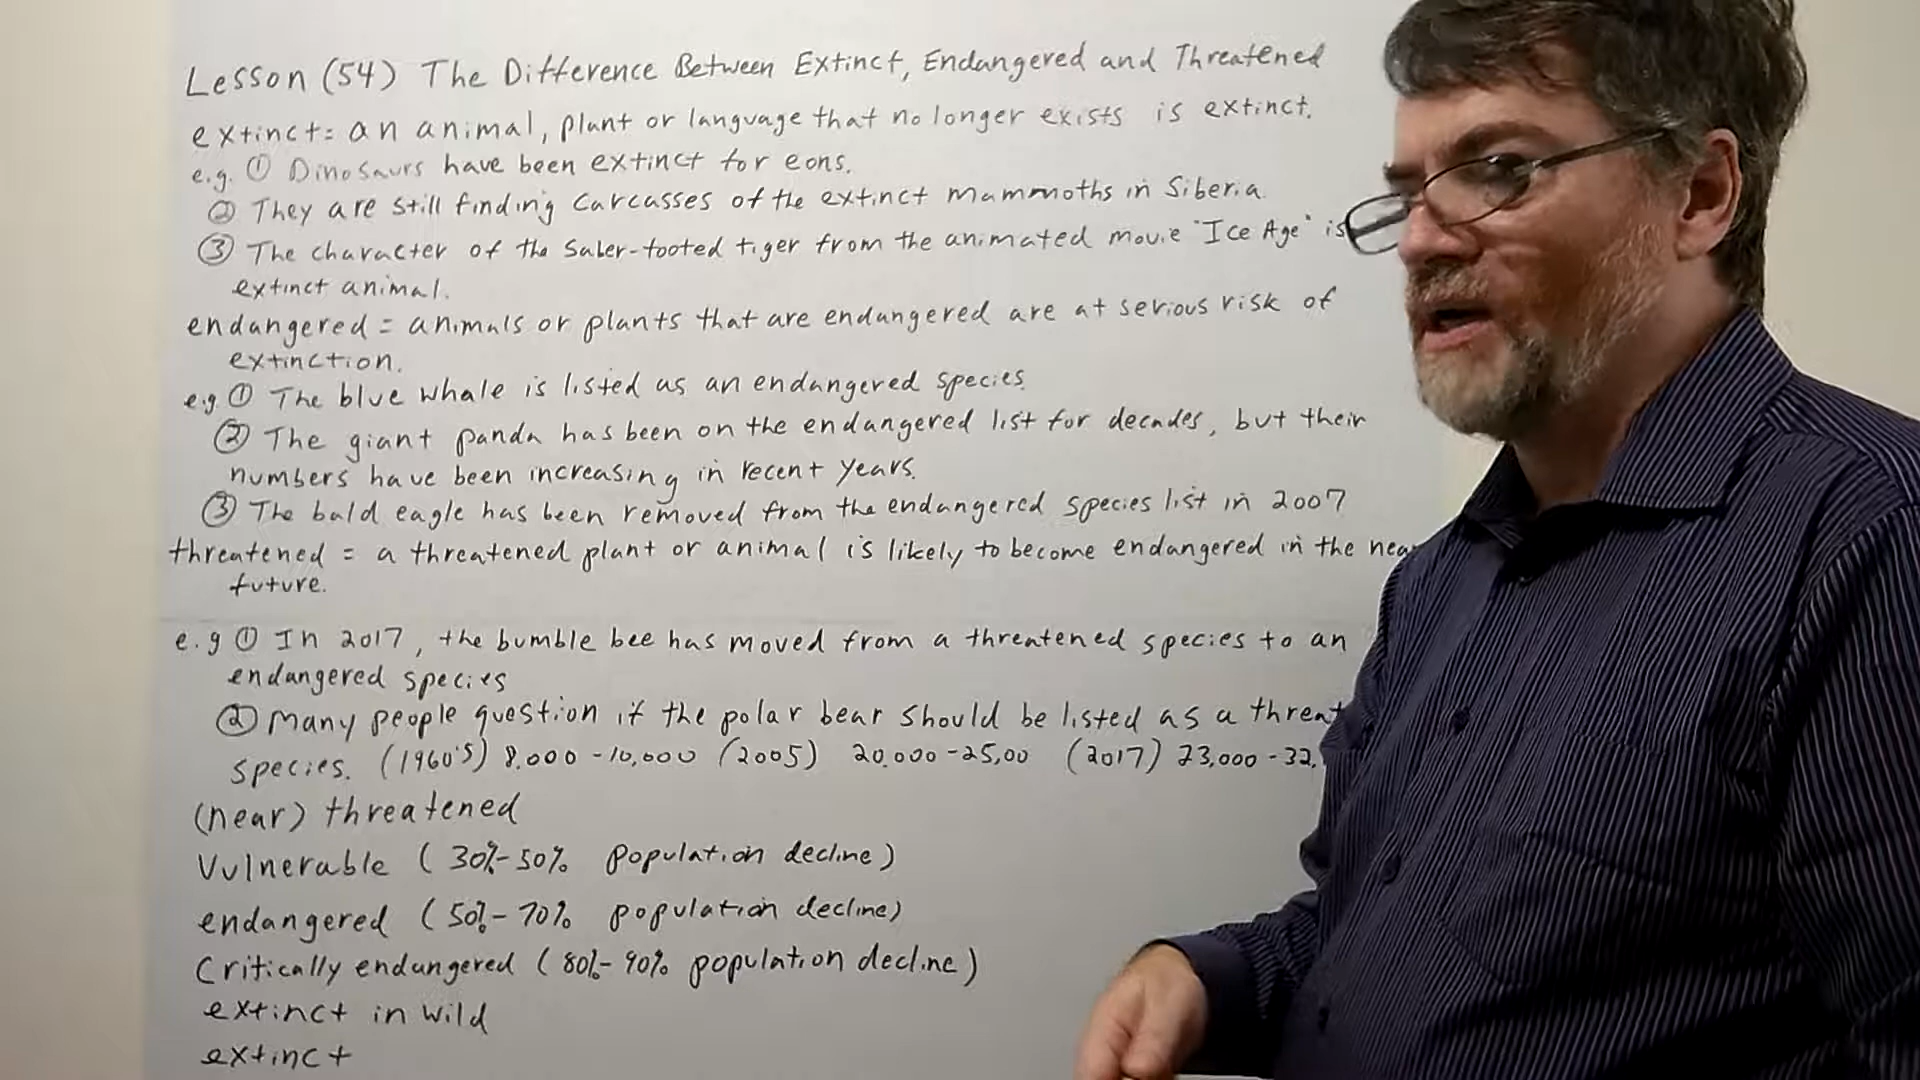 Lesson (54) The Difference Between Extinct, Endangered and Threatened
extinct = an animal, plant or language that no longer exists is extinct.
e.g. ① Dinosaurs have been extinct for eons.
② They are still finding carcasses of the extinct mammoths in Siberia.
③ The character of the Saber-tooted tiger from the animated movie "Ice Age" is
extinct animal.
endangered = animals or plants that are endangered are at serious risk of
extinction.
e.g. ① The blue whale is listed as an endangered species.
② The giant panda has been on the endangered list for decades, but their
numbers have been increasing in recent years.
③ The bald eagle has been removed from the endangered species list in 2007
threatened = a threatened plant or animal is likely to become endangered in the near
future.
e.g ① In 2017, the bumble bee has moved from a threatened species to an
endangered species
② Many people question if the polar bear should be listed as a threat
species. (1960's) 8,000 - 10,000 (2005) 20,000 - 25,00 (2017) 23,000 - 32,
(near) threatened
Vulnerable (30%-50% population decline)
endangered (50%-70% population decline)
Critically endangered (80%-90% population decline)
extinct in wild
extinct